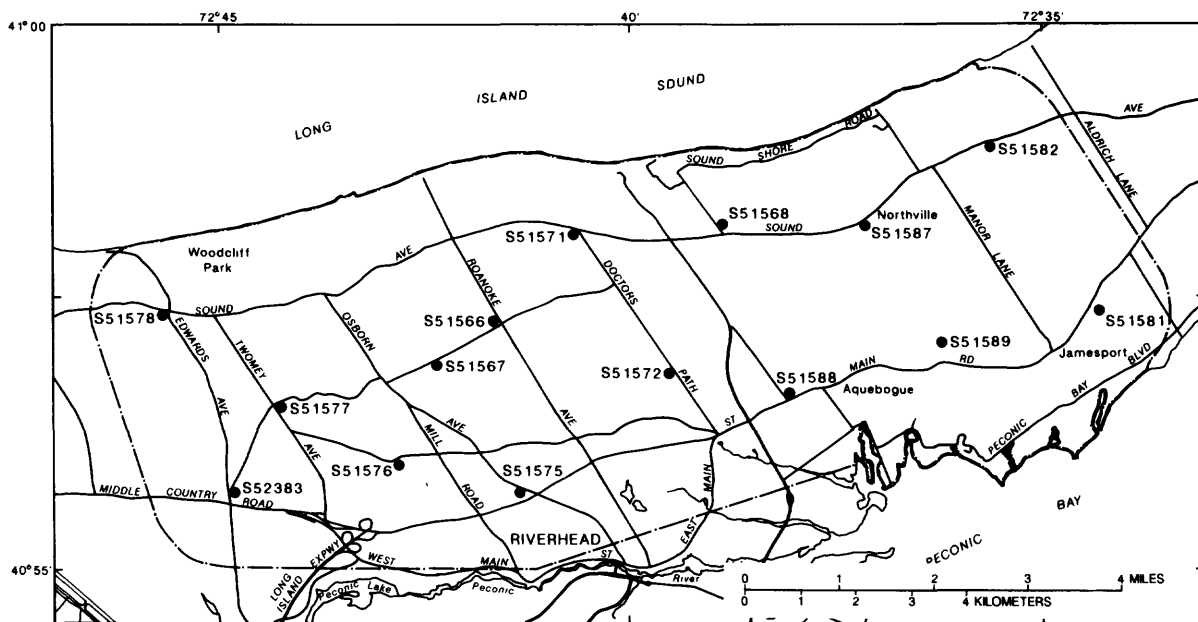 72°45'
40'
72°35'
41°00'
LONG
ISLAND
SDUND
SOUND
SHORE
ROAD
AVE
ALDRICH
LANE
S51582
S51568
Northville
SOUND
S51587
MANOR
LANE
S51571
Woodcliff
Park
AVE
ROANOKE
DOCTORS
SOUND
S51578
EDWARDS
TWOMEY
OSBORN
S51566
S51581
S51589
MAIN
RD
Jamesport
BLVD
S51567
S51572
PATH
S51588
Aquebogue
BAY
AVE
S51577
AVE
MILL
AVE
ST
PECONIC
AVE
S51576
S51575
MAIN
S52383
MIDDLE
COUNTRY
ROAD
ROAD
EAST
BAY
RIVERHEAD
PECONIC
40°55'
LONG
ISLAND
EXPWY
WEST
MAIN
ST
Peconic
Lake
Peconic
River
0 1 2 3 4 MILES
0 1 2 3 4 KILOMETERS